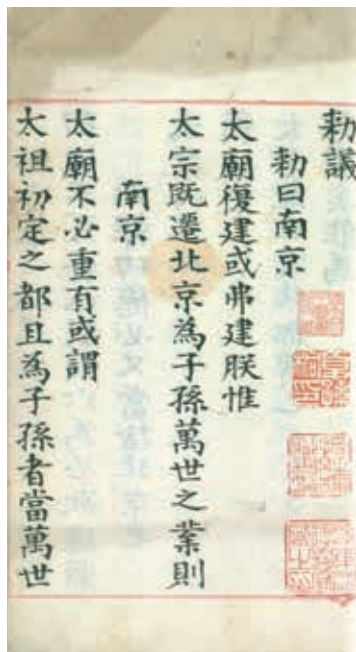 勅議
勅曰南京
太廟復建或弗建朕惟
太宗既遷北京為子孫萬世之業則
南京
太廟不必重有或謂
太祖初定之都且為子孫者當萬世